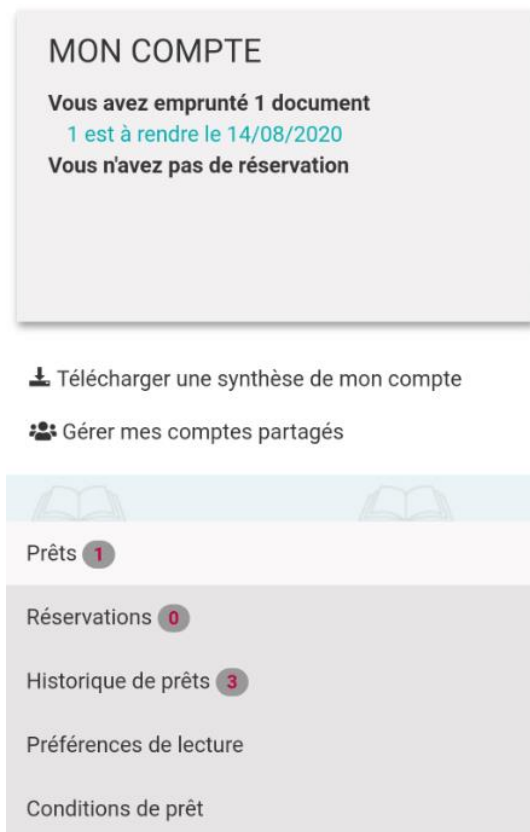 MON COMPTE
Vous avez emprunté 1 document
1 est à rendre le 14/08/2020
Vous n'avez pas de réservation
Télécharger une synthèse de mon compte
Gérer mes comptes partagés
Prêts 1
Réservations 0
Historique de prêts 3
Préférences de lecture
Conditions de prêt